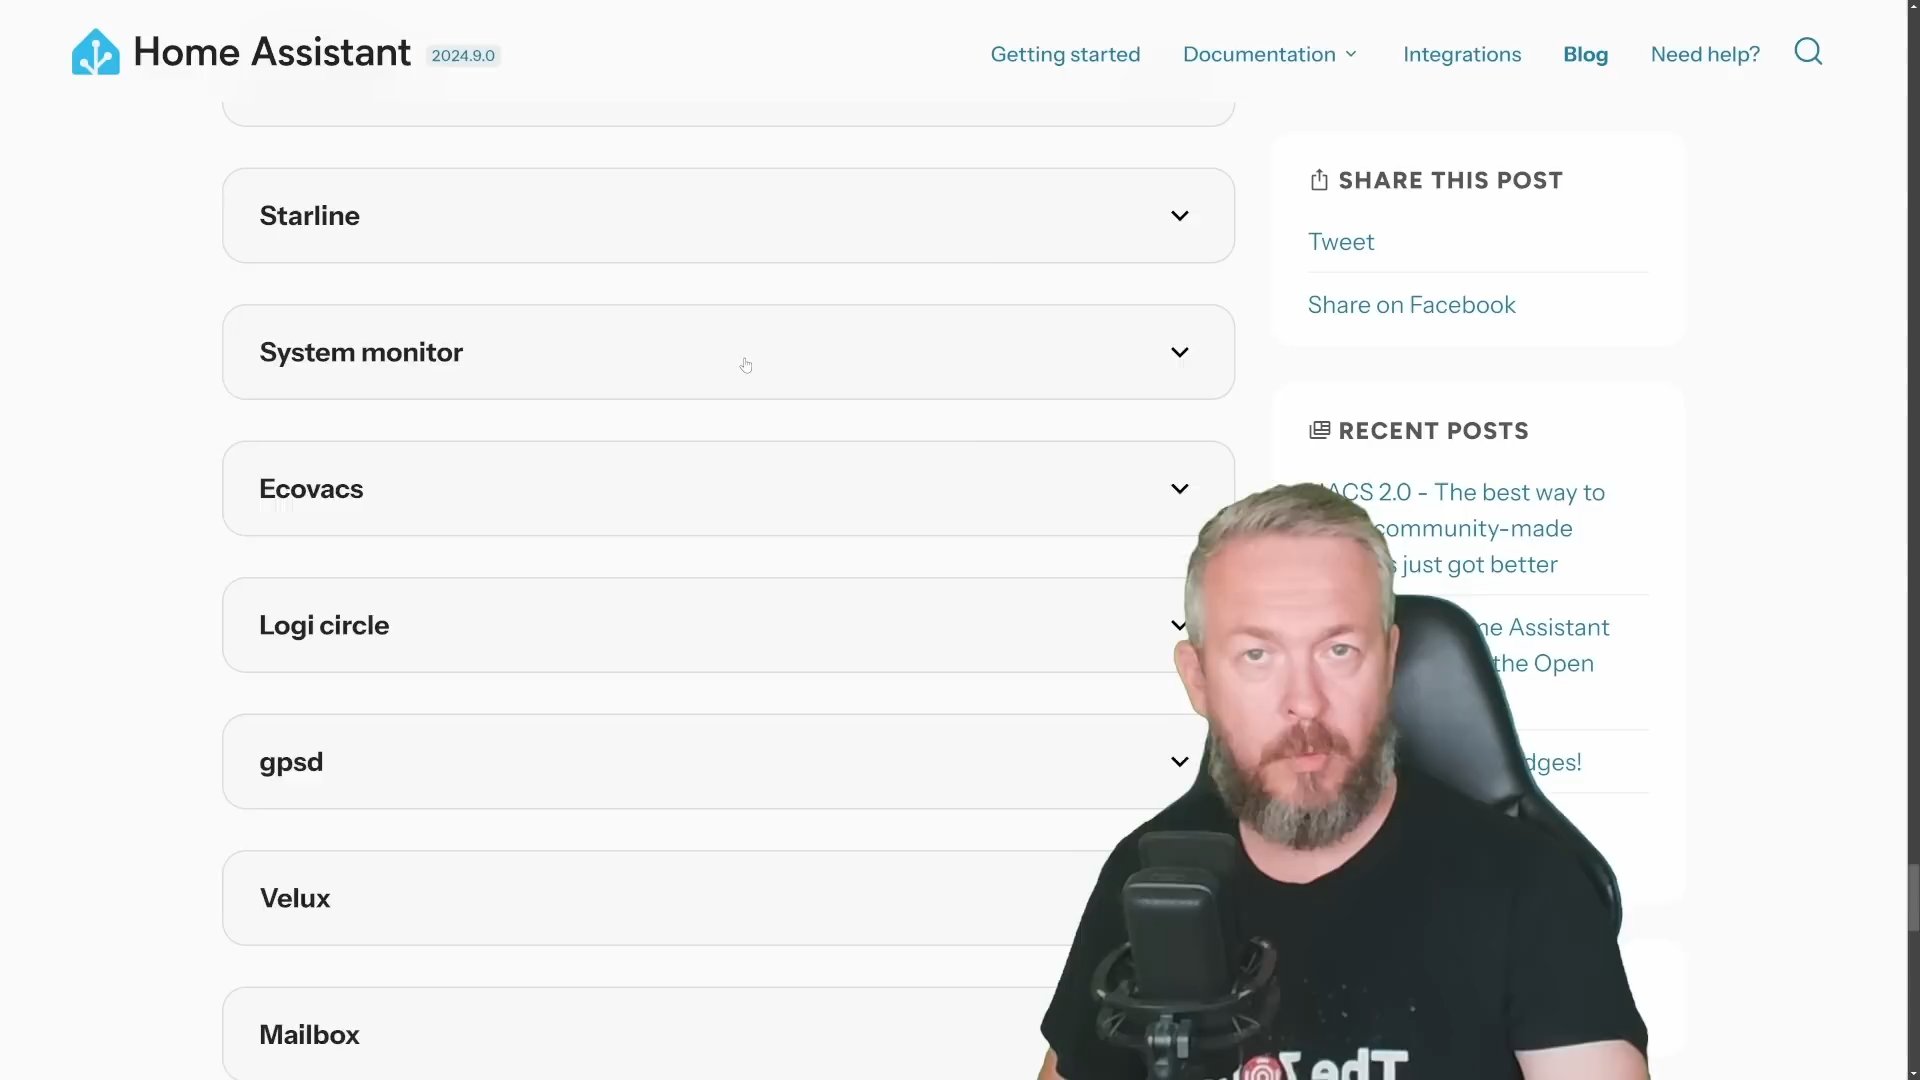 Home Assistant 2024.9.0
Getting started Documentation Integrations Blog Need help?
Starline
System monitor
Ecovacs
Logi circle
gpsd
Velux
Mailbox
SHARE THIS POST
Tweet
Share on Facebook
RECENT POSTS
2.0 - The best way to
community-made
just got better
Assistant
the Open
The